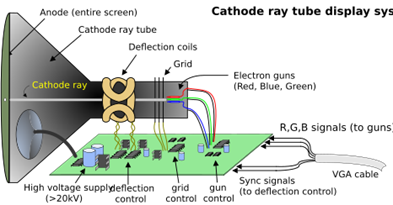 Cathode ray tube display sys
Anode (entire screen)
Cathode ray tube
Deflection coils
Grid
Electron guns
(Red, Blue, Green)
Cathode ray
R,G,B signals (to guns)
VGA cable
Sync signals
(to deflection control)
High voltage supply
(>20kV)
deflection
control
grid
control
gun
control